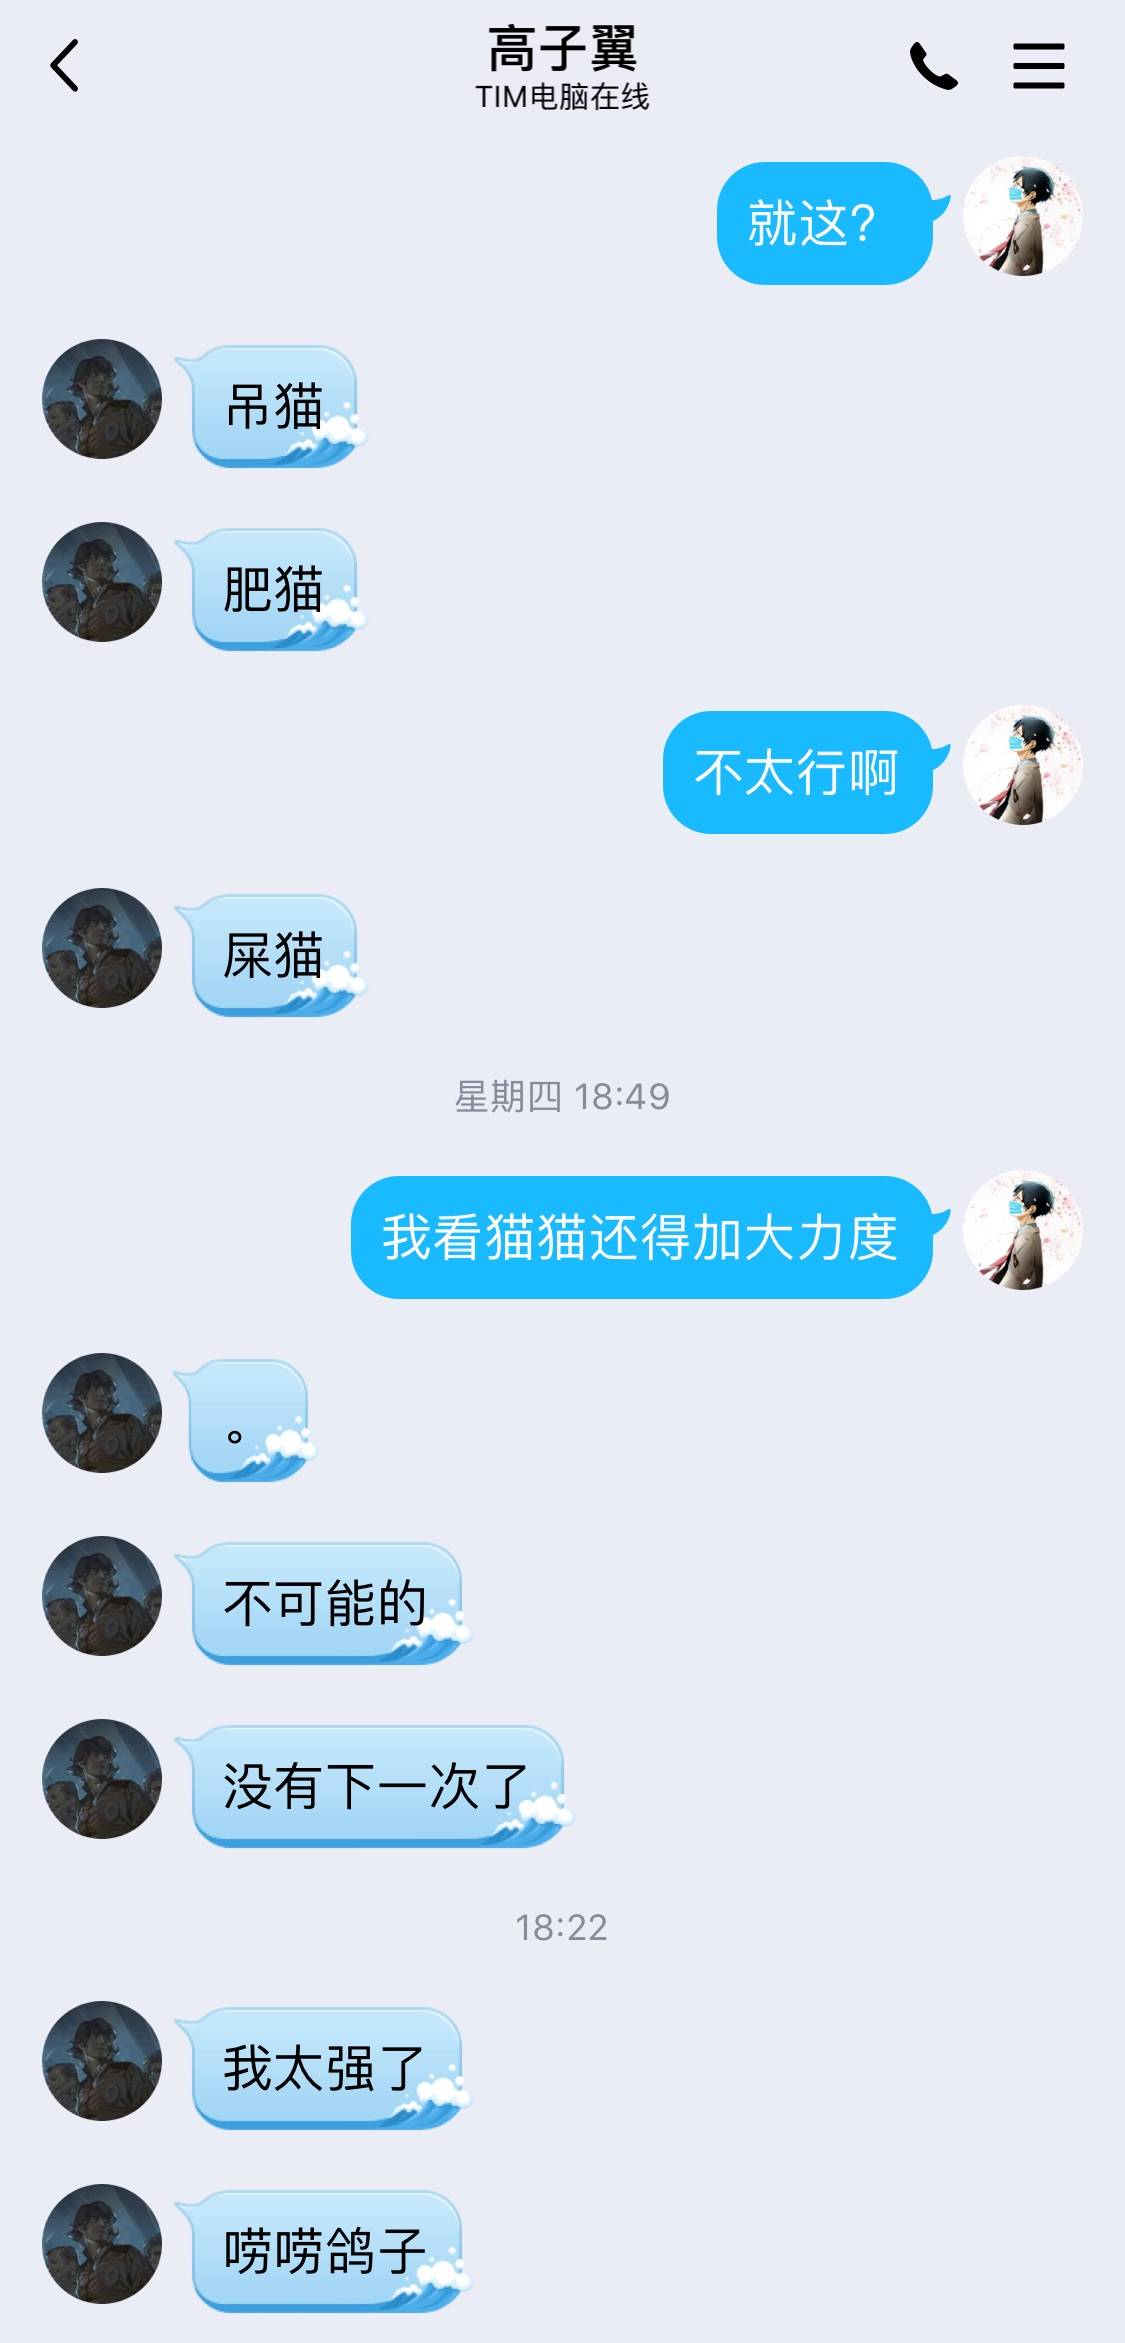 高子翼
TIM电脑在线
就这?
吊猫
肥猫
不太行啊
屎猫
星期四 18:49
我看猫猫还得加大力度
。
不可能的
没有下一次了
18:22
我太强了
唠唠鸽子